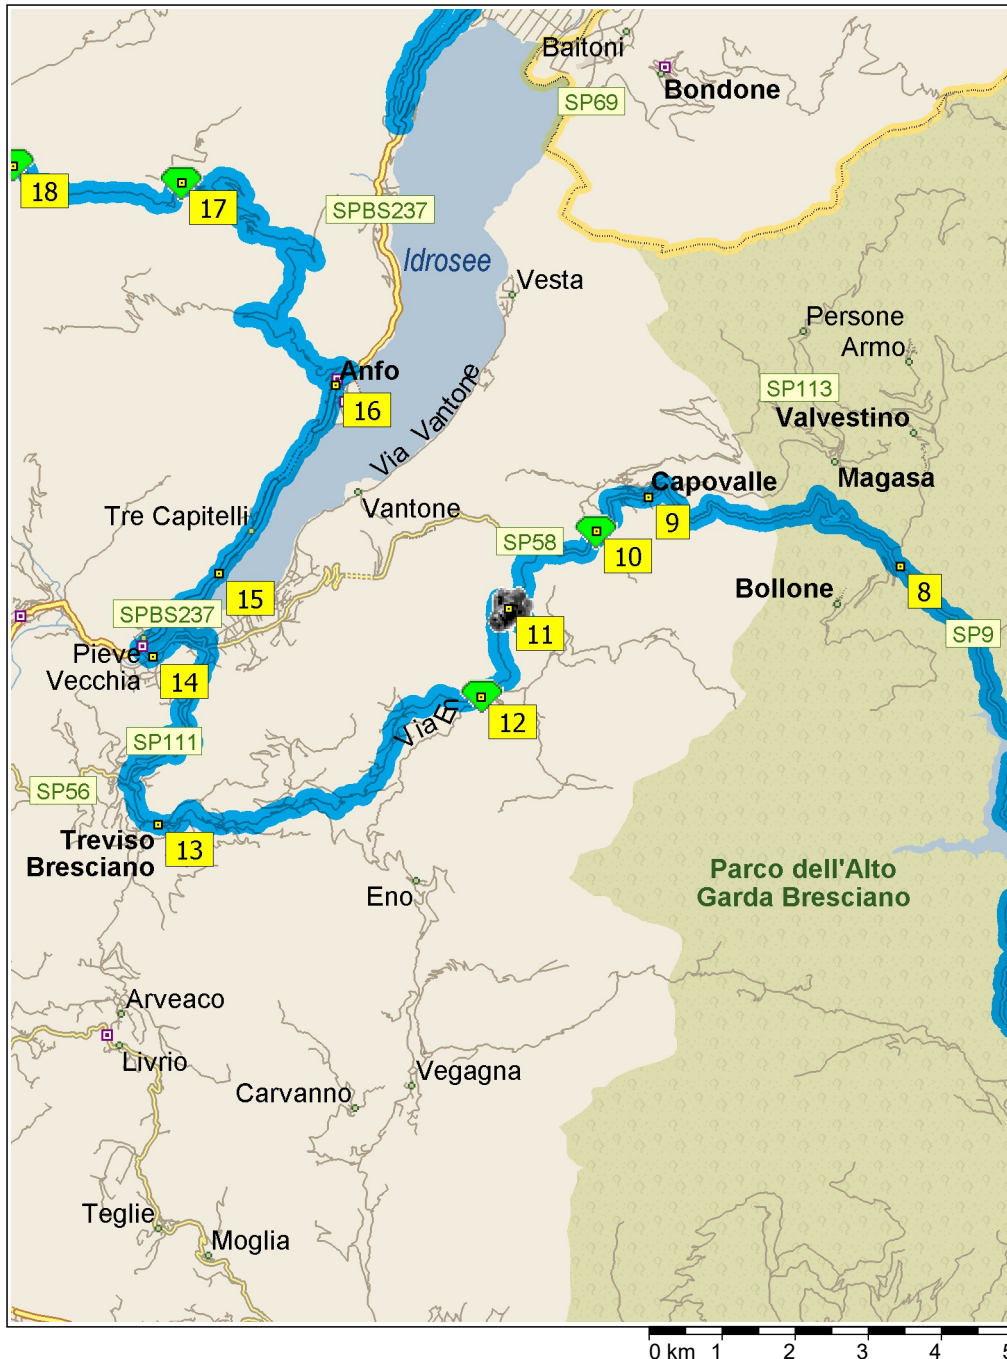 Baitoni
Bondone
SP69
18
17
SPBS237
Idrosee
Vesta
Persone
Armo
SP113
Anfo
16
Via Vantone
Valvestino
Magasa
Capovalle
9
Vantone
Tre Capitelli
SP58
10
8
15
Bollone
SPBS237
11
SP9
Pieve
Vecchia
14
12
Via En
SP111
SP56
13
Treviso
Bresciano
Parco dell'Alto
Garda Bresciano
Eno
Arveaco
Livrio
Vegagna
Carvanno
Teglie
Moglia
0 km 1 2 3 4 5